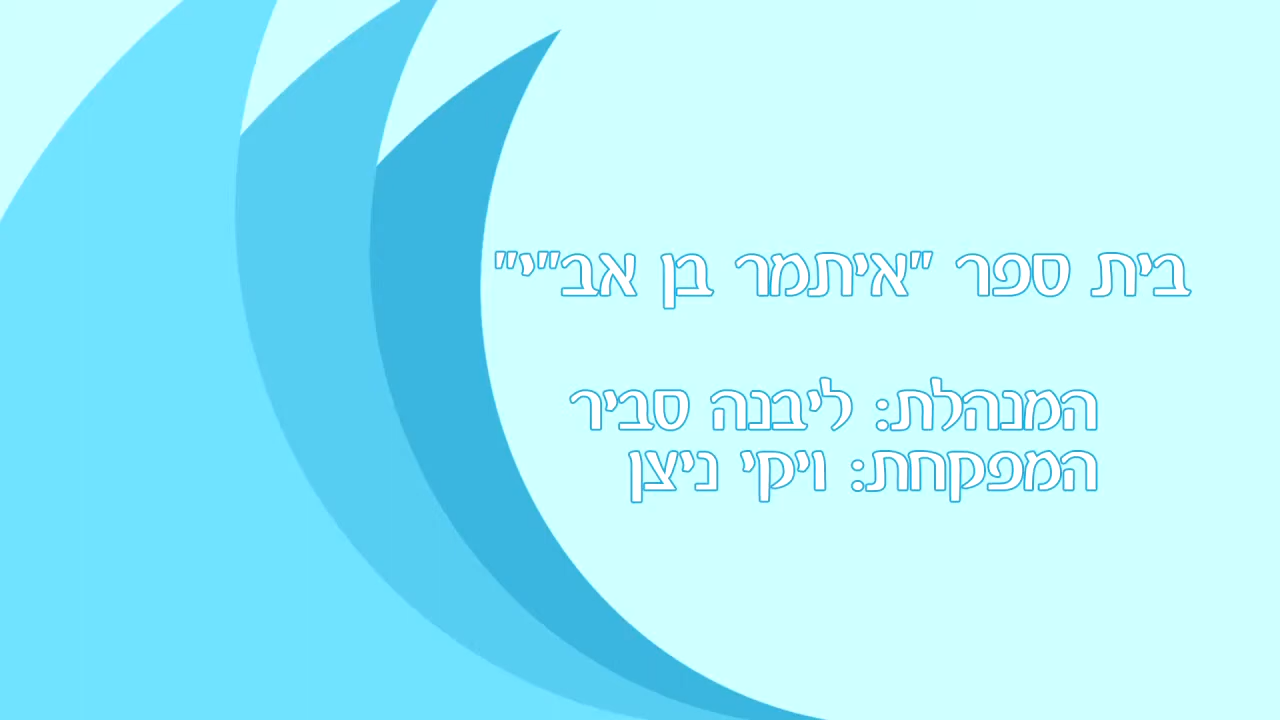 בית ספר "איתמר בן אב"י"
המנהלת: ליבנה סביר
המפקחת: ויקי ניצן